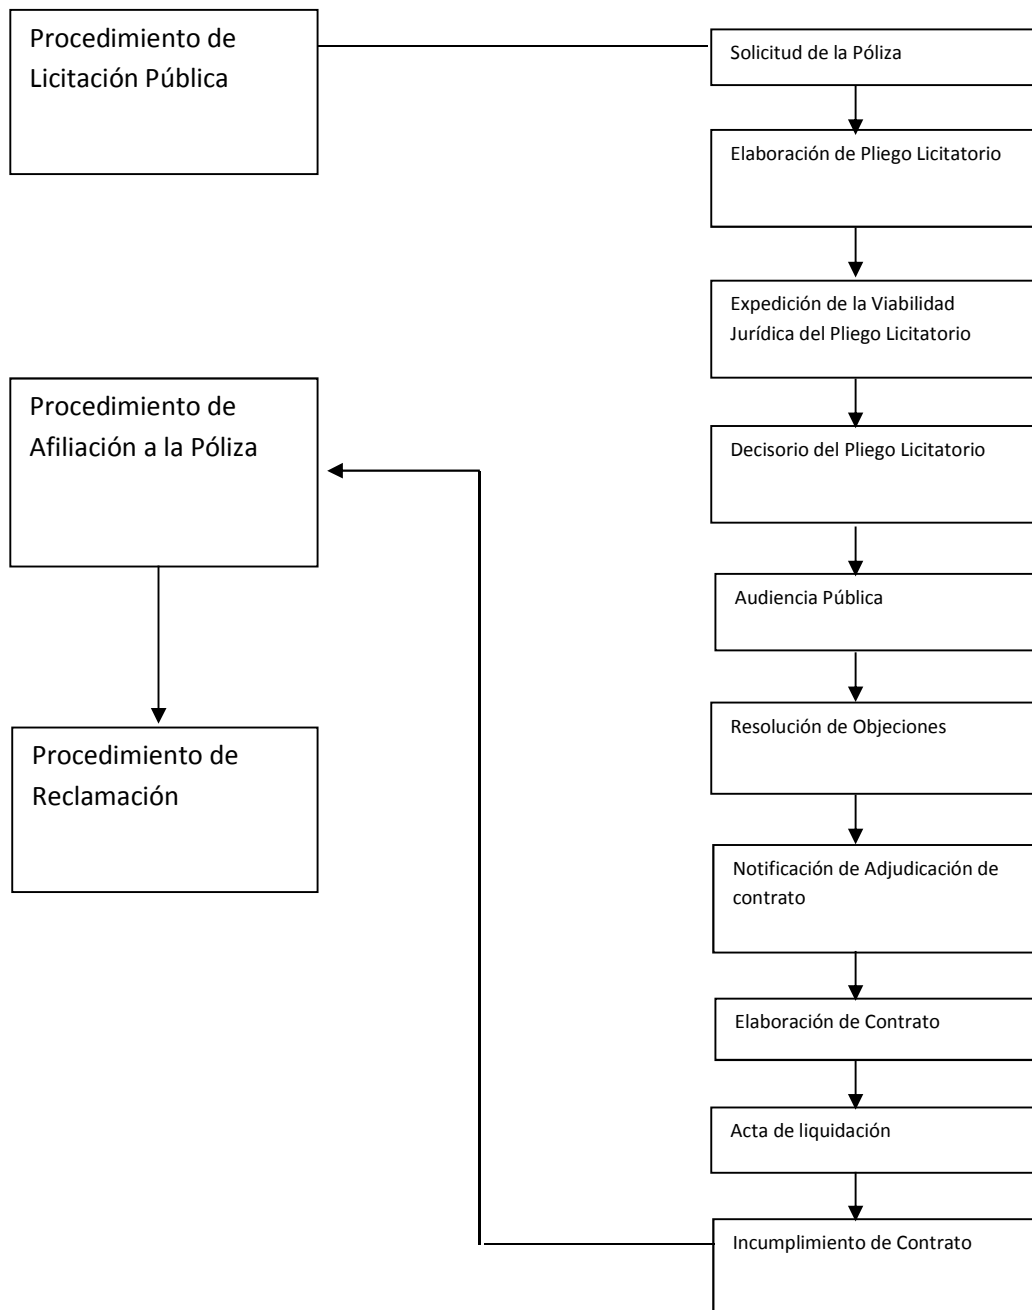 Procedimiento de
Licitación Pública
Solicitud de la Póliza
Elaboración de Pliego Licitatorio
Expedición de la Viabilidad
Jurídica del Pliego Licitatorio
Procedimiento de
Afiliación a la Póliza
Decisorio del Pliego Licitatorio
Audiencia Pública
Resolución de Objeciones
Procedimiento de
Reclamación
Notificación de Adjudicación de
contrato
Elaboración de Contrato
Acta de liquidación
Incumplimiento de Contrato